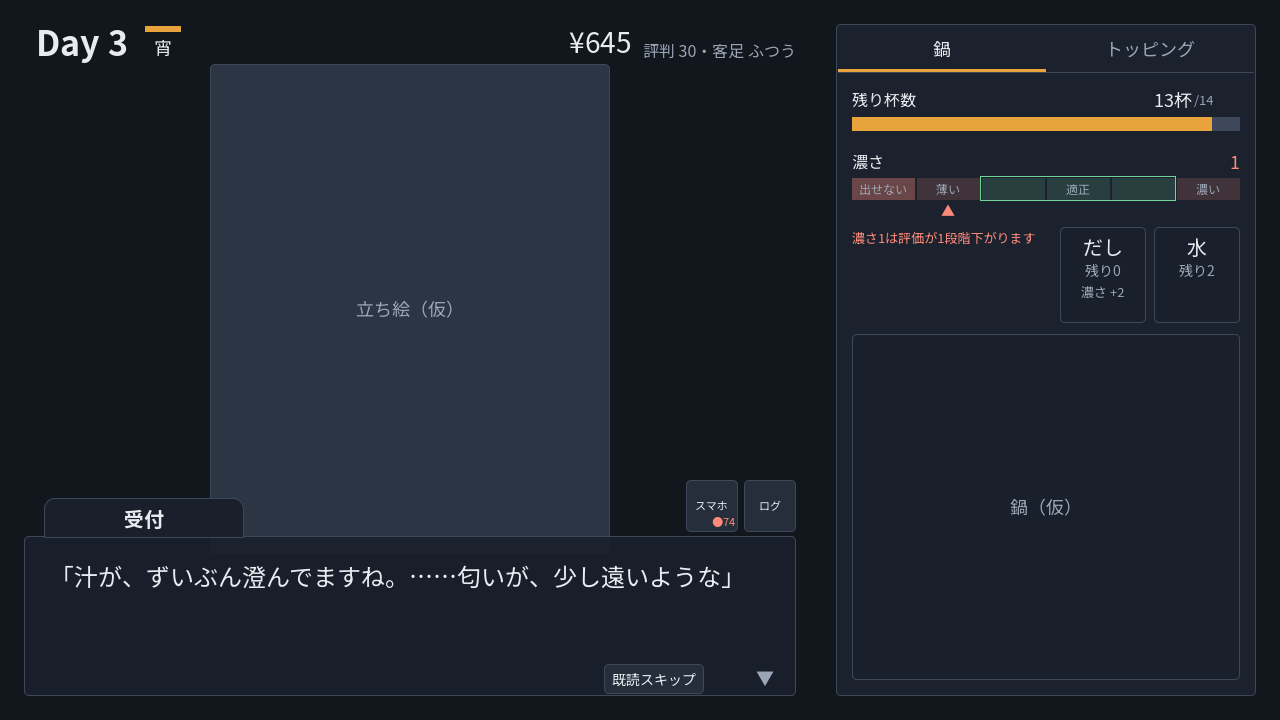 Day 3
宵
¥645
評判 30・客足 ふつう
立ち絵（仮）
スマホ
●74
ログ
受付
「汁が、ずいぶん澄んでますね。……匂いが、少し遠いような」
既読スキップ
▼
鍋
トッピング
残り杯数
13杯/14
濃さ
1
出せない
薄い
適正
濃い
▲
濃さ1は評価が1段階下がります
だし
残り0
濃さ +2
水
残り2
鍋（仮）